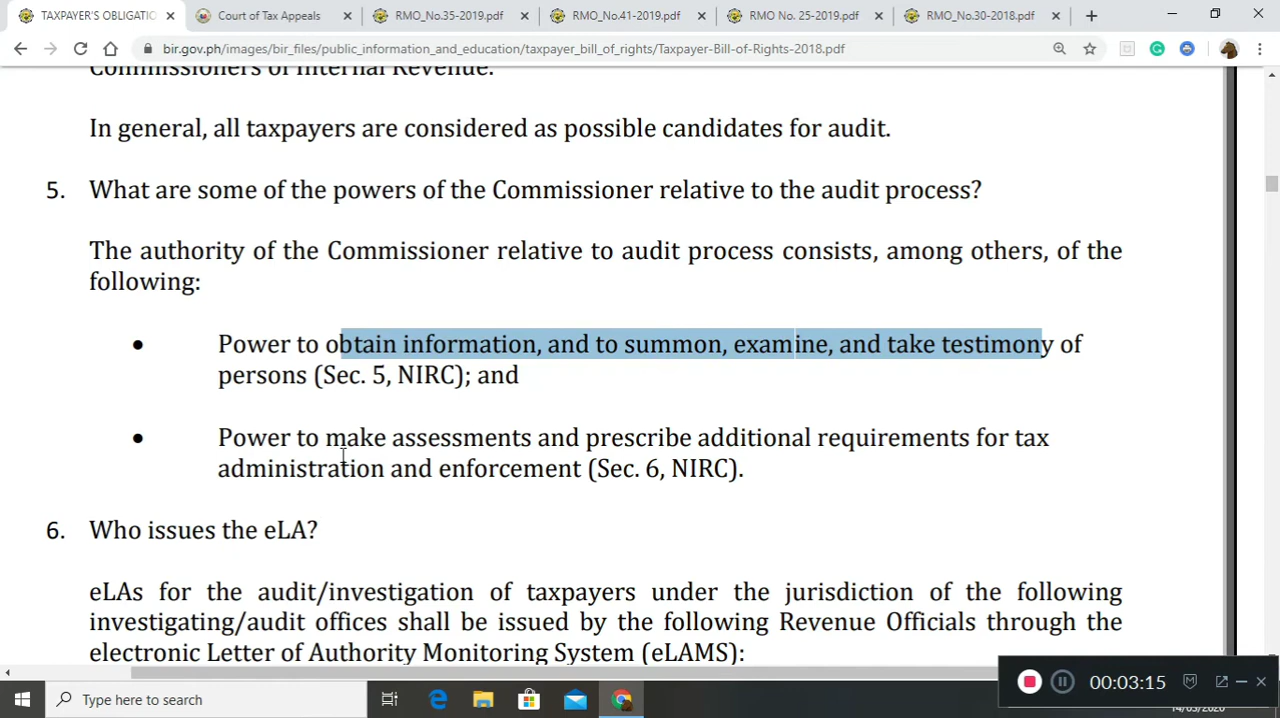 TAXPAYER'S OBLIGATIO
Court of Tax Appeals
RMO_No.35-2019.pdf
RMO_No.41-2019.pdf
RMO No. 25-2019.pdf
RMO_No.30-2018.pdf
bir.gov.ph/images/bir_files/public_information_and_education/taxpayer_bill_of_rights/Taxpayer-Bill-of-Rights-2018.pdf
Commissioners of Internal Revenue.
In general, all taxpayers are considered as possible candidates for audit.
5. What are some of the powers of the Commissioner relative to the audit process?
The authority of the Commissioner relative to audit process consists, among others, of the
following:
• Power to obtain information, and to summon, examine, and take testimony of
persons (Sec. 5, NIRC); and
• Power to make assessments and prescribe additional requirements for tax
administration and enforcement (Sec. 6, NIRC).
6. Who issues the eLA?
eLAs for the audit/investigation of taxpayers under the jurisdiction of the following
investigating/audit offices shall be issued by the following Revenue Officials through the
electronic Letter of Authority Monitoring System (eLAMS):
Type here to search
00:03:15
14/03/2020